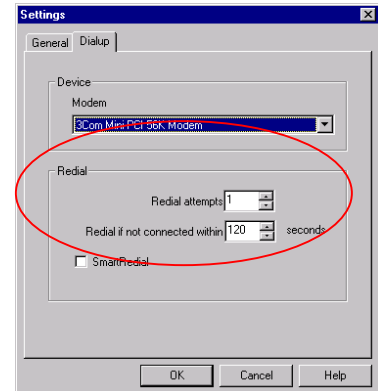 Settings
General Dialup
Device
Modem
3Com Mini PCI 56K Modem
Redial
Redial attempts 1
Redial if not connected within 120 seconds
SmartRedial
OK Cancel Help